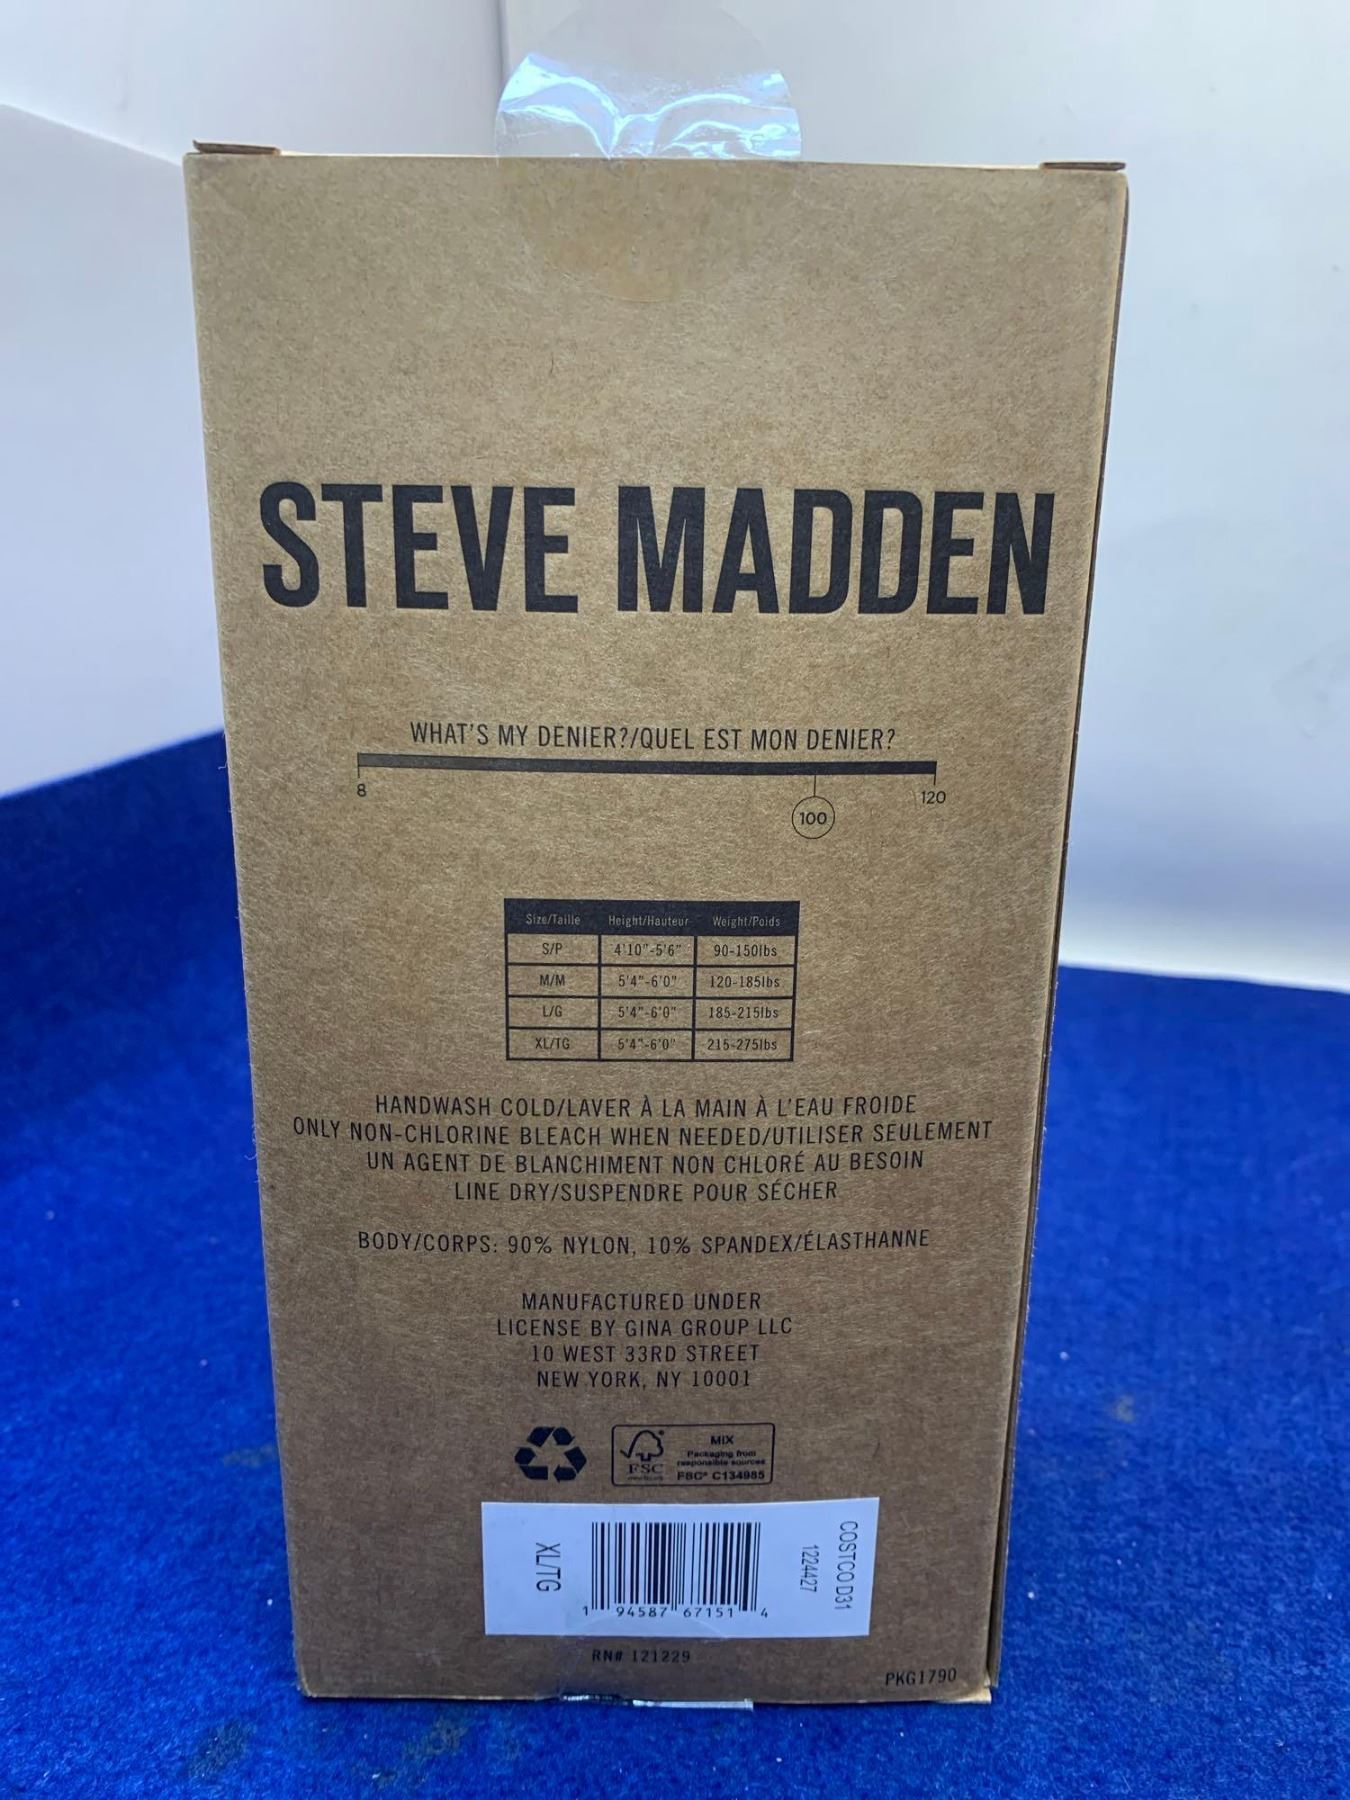 STEVE MADDEN
WHAT'S MY DENIER?/QUEL EST MON DENIER?
8
120
100
Size/Taille Height/Hauteur Weight/Poids
S/P 4'10"-5'6" 90-150lbs
M/M 5'4"-6'0" 120-185lbs
L/G 5'4"-6'0" 185-215lbs
XL/TG 5'4"-6'0" 215-275lbs
HANDWASH COLD/LAVER À LA MAIN À L'EAU FROIDE
ONLY NON-CHLORINE BLEACH WHEN NEEDED/UTILISER SEULEMENT
UN AGENT DE BLANCHIMENT NON CHLORÉ AU BESOIN
LINE DRY/SUSPENDRE POUR SÉCHER
BODY/CORPS: 90% NYLON, 10% SPANDEX/ÉLASTHANNE
MANUFACTURED UNDER
LICENSE BY GINA GROUP LLC
10 WEST 33RD STREET
NEW YORK, NY 10001
FSC
MIX
Packaging from
responsible sources
FSC® C134985
XL/TG
1 94587 67151 4
COSTCO D31
1224427
RN# 121229
PKG1790